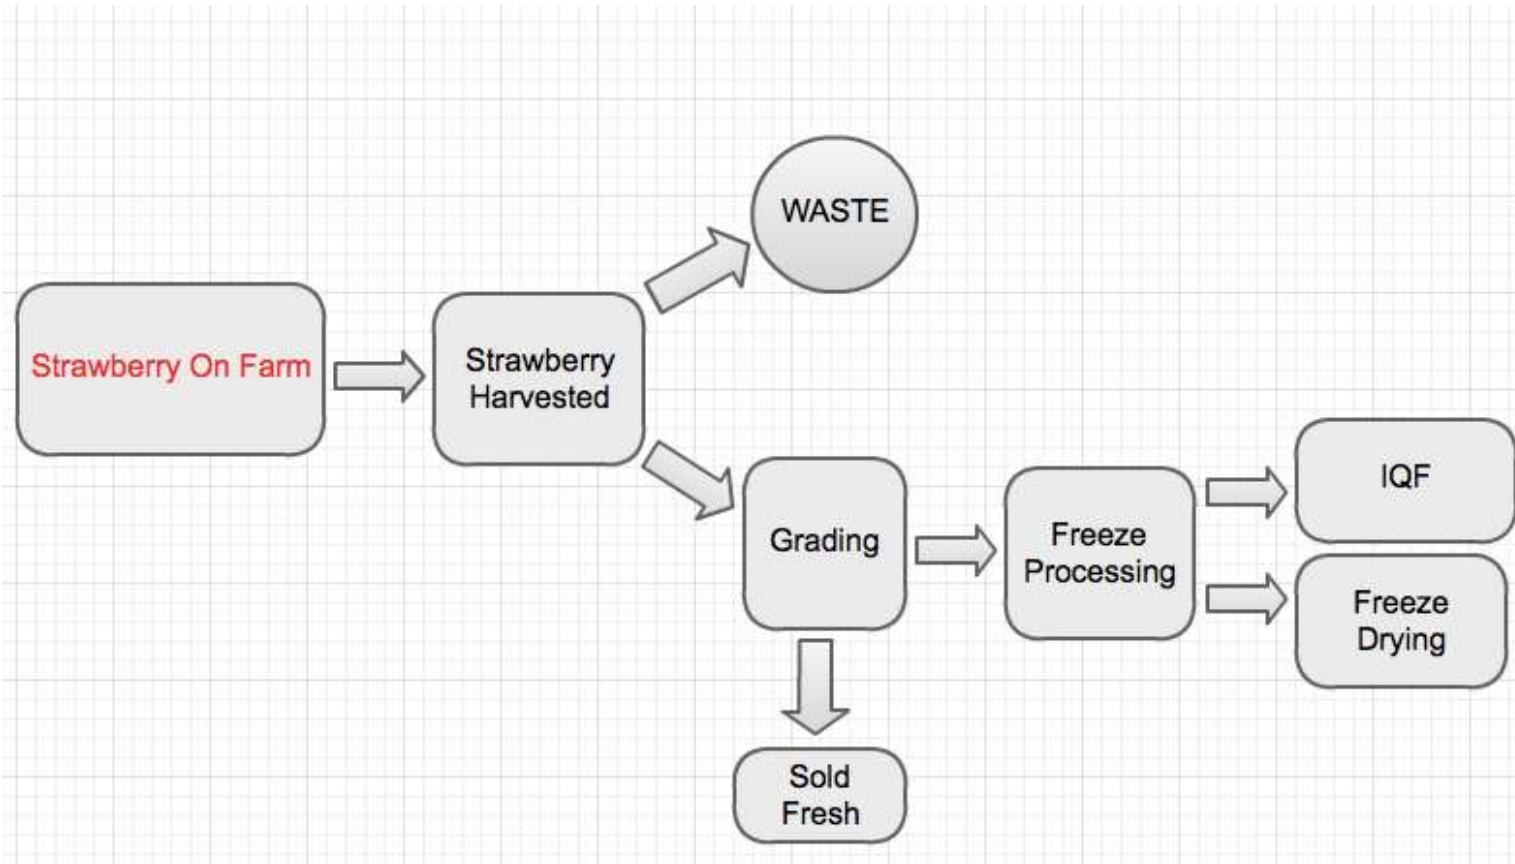 WASTE
Strawberry On Farm
Strawberry
Harvested
Grading
Freeze
Processing
IQF
Freeze
Drying
Sold
Fresh